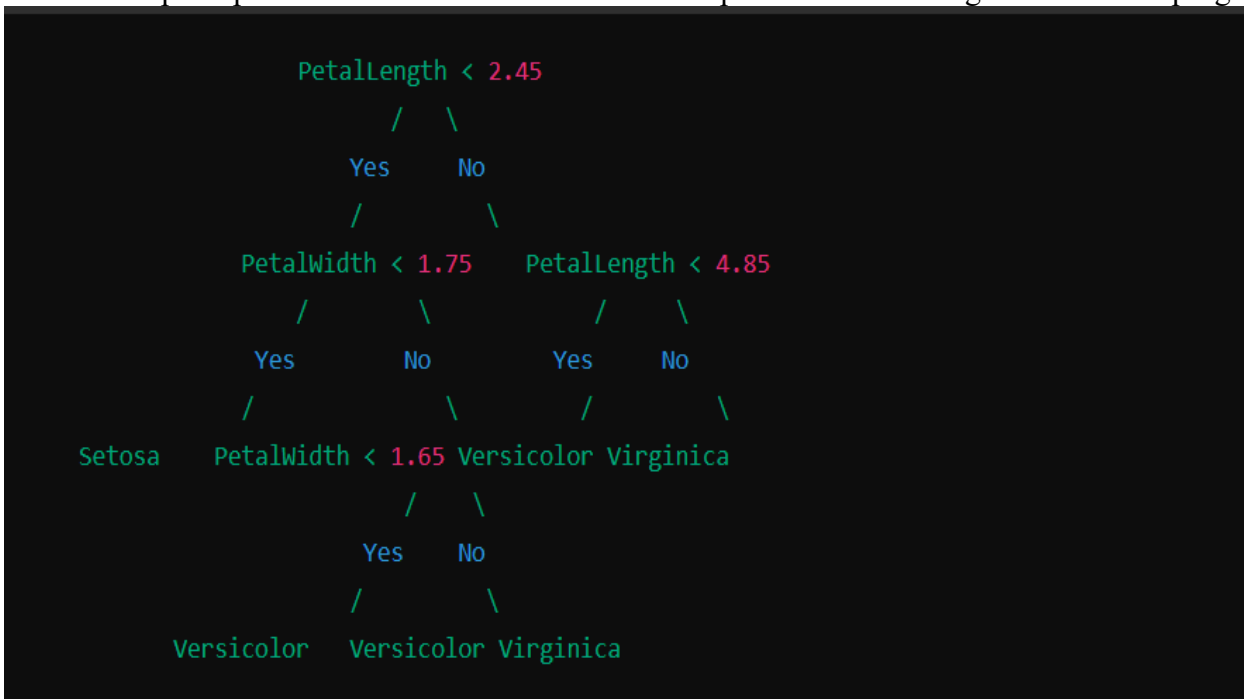 PetalLength < 2.45
/ \
Yes No
/ \
PetalWidth < 1.75 PetalLength < 4.85
/ \ / \
Yes No Yes No
/ \ / \
Setosa PetalWidth < 1.65 Versicolor Virginica
/ \
Yes No
/ \
Versicolor Versicolor Virginica